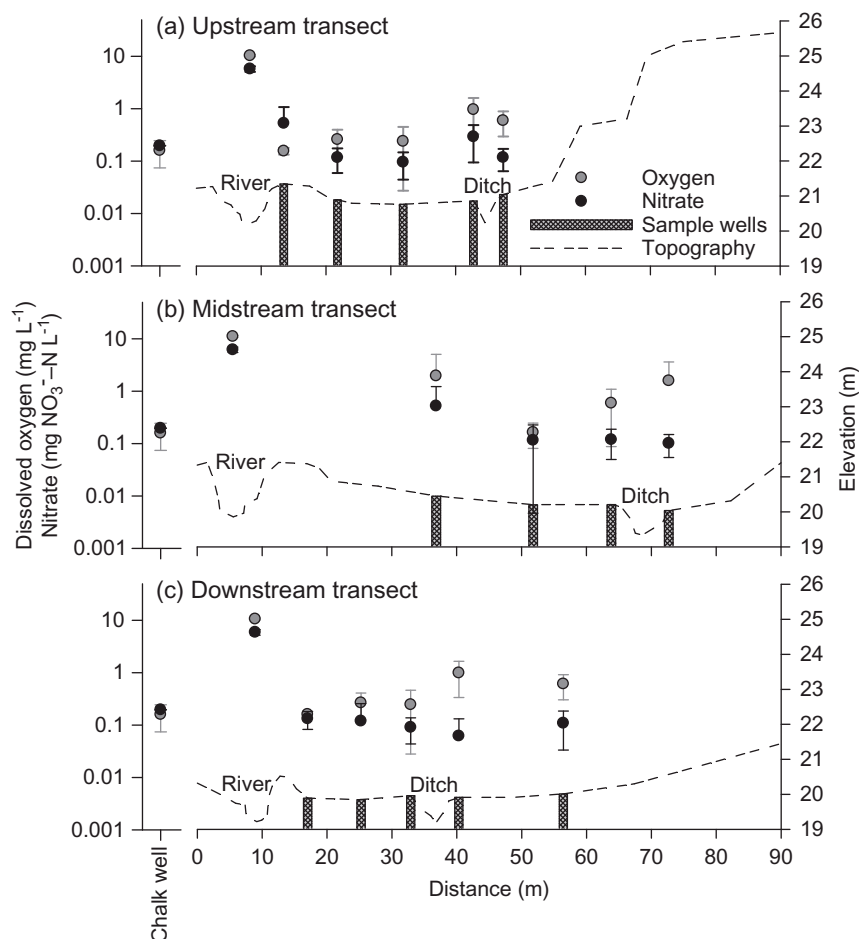 (a) Upstream transect
10
1
0.1
0.01
0.001
26
25
24
23
22
21
20
19
River
Ditch
Oxygen
Nitrate
Sample wells
Topography
(b) Midstream transect
10
1
0.1
0.01
0.001
26
25
24
23
22
21
20
19
River
Ditch
Dissolved oxygen (mg L⁻¹)
Nitrate (mg NO₃⁻–N L⁻¹)
Elevation (m)
(c) Downstream transect
10
1
0.1
0.01
0.001
26
25
24
23
22
21
20
19
River
Ditch
Chalk well
0 10 20 30 40 50 60 70 80 90
Distance (m)